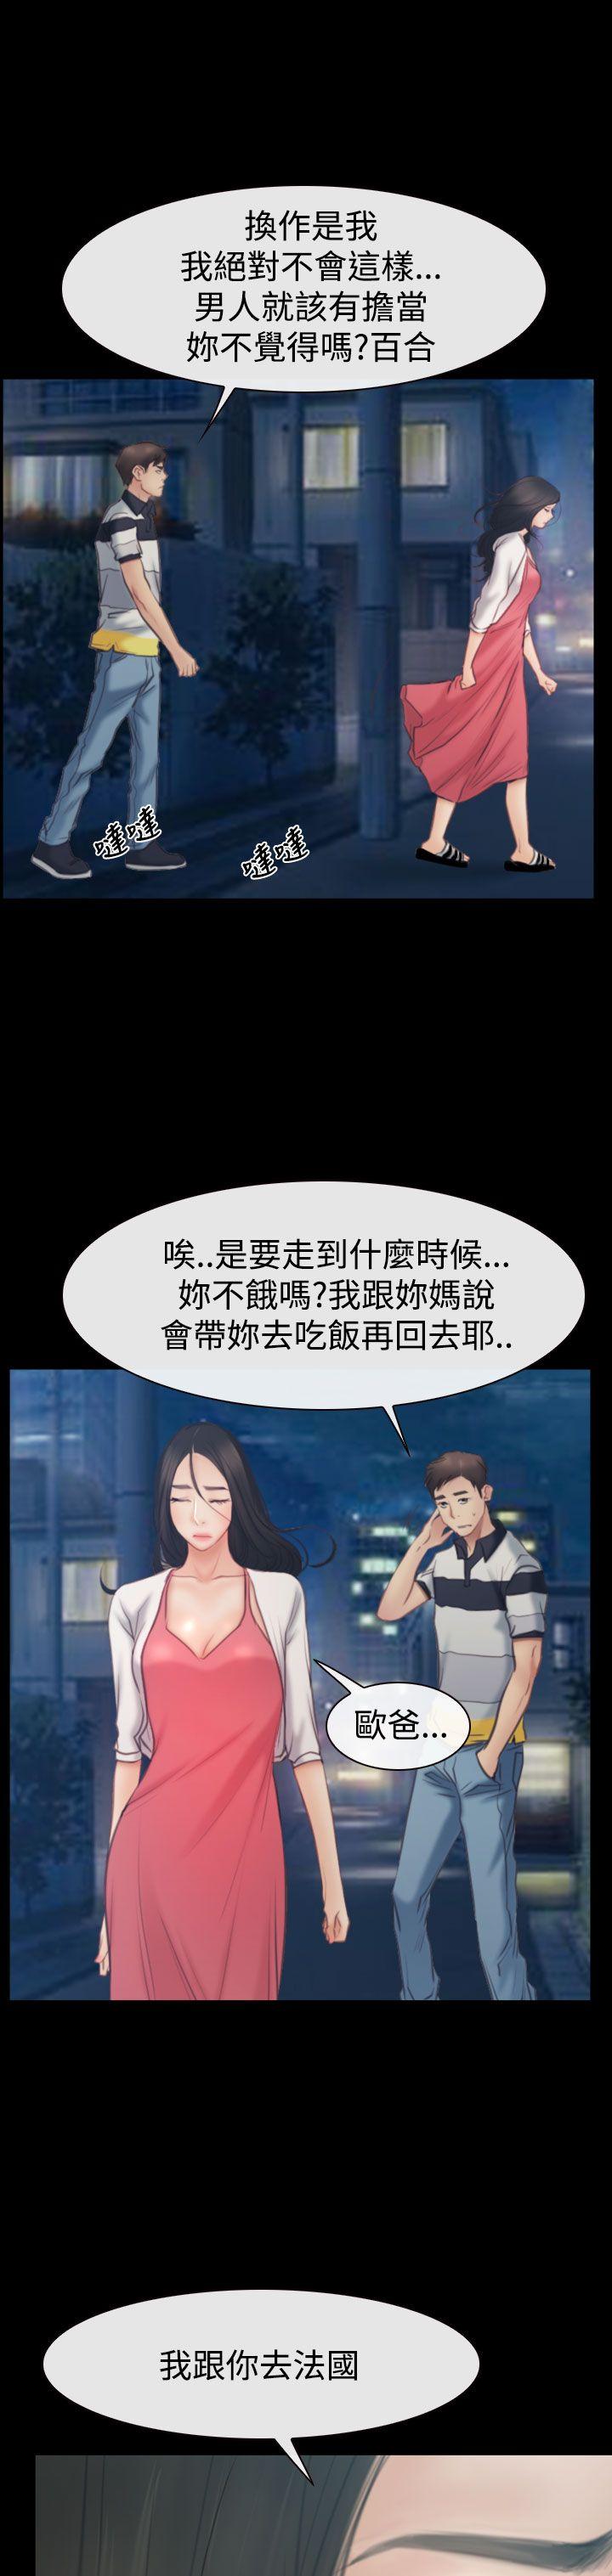 換作是我
我絕對不會這樣...
男人就該有擔當
妳不覺得嗎?百合
噠噠
噠噠
唉..是要走到什麼時候...
妳不餓嗎?我跟妳媽說
會帶妳去吃飯再回去耶..
歐爸...
我跟你去法國